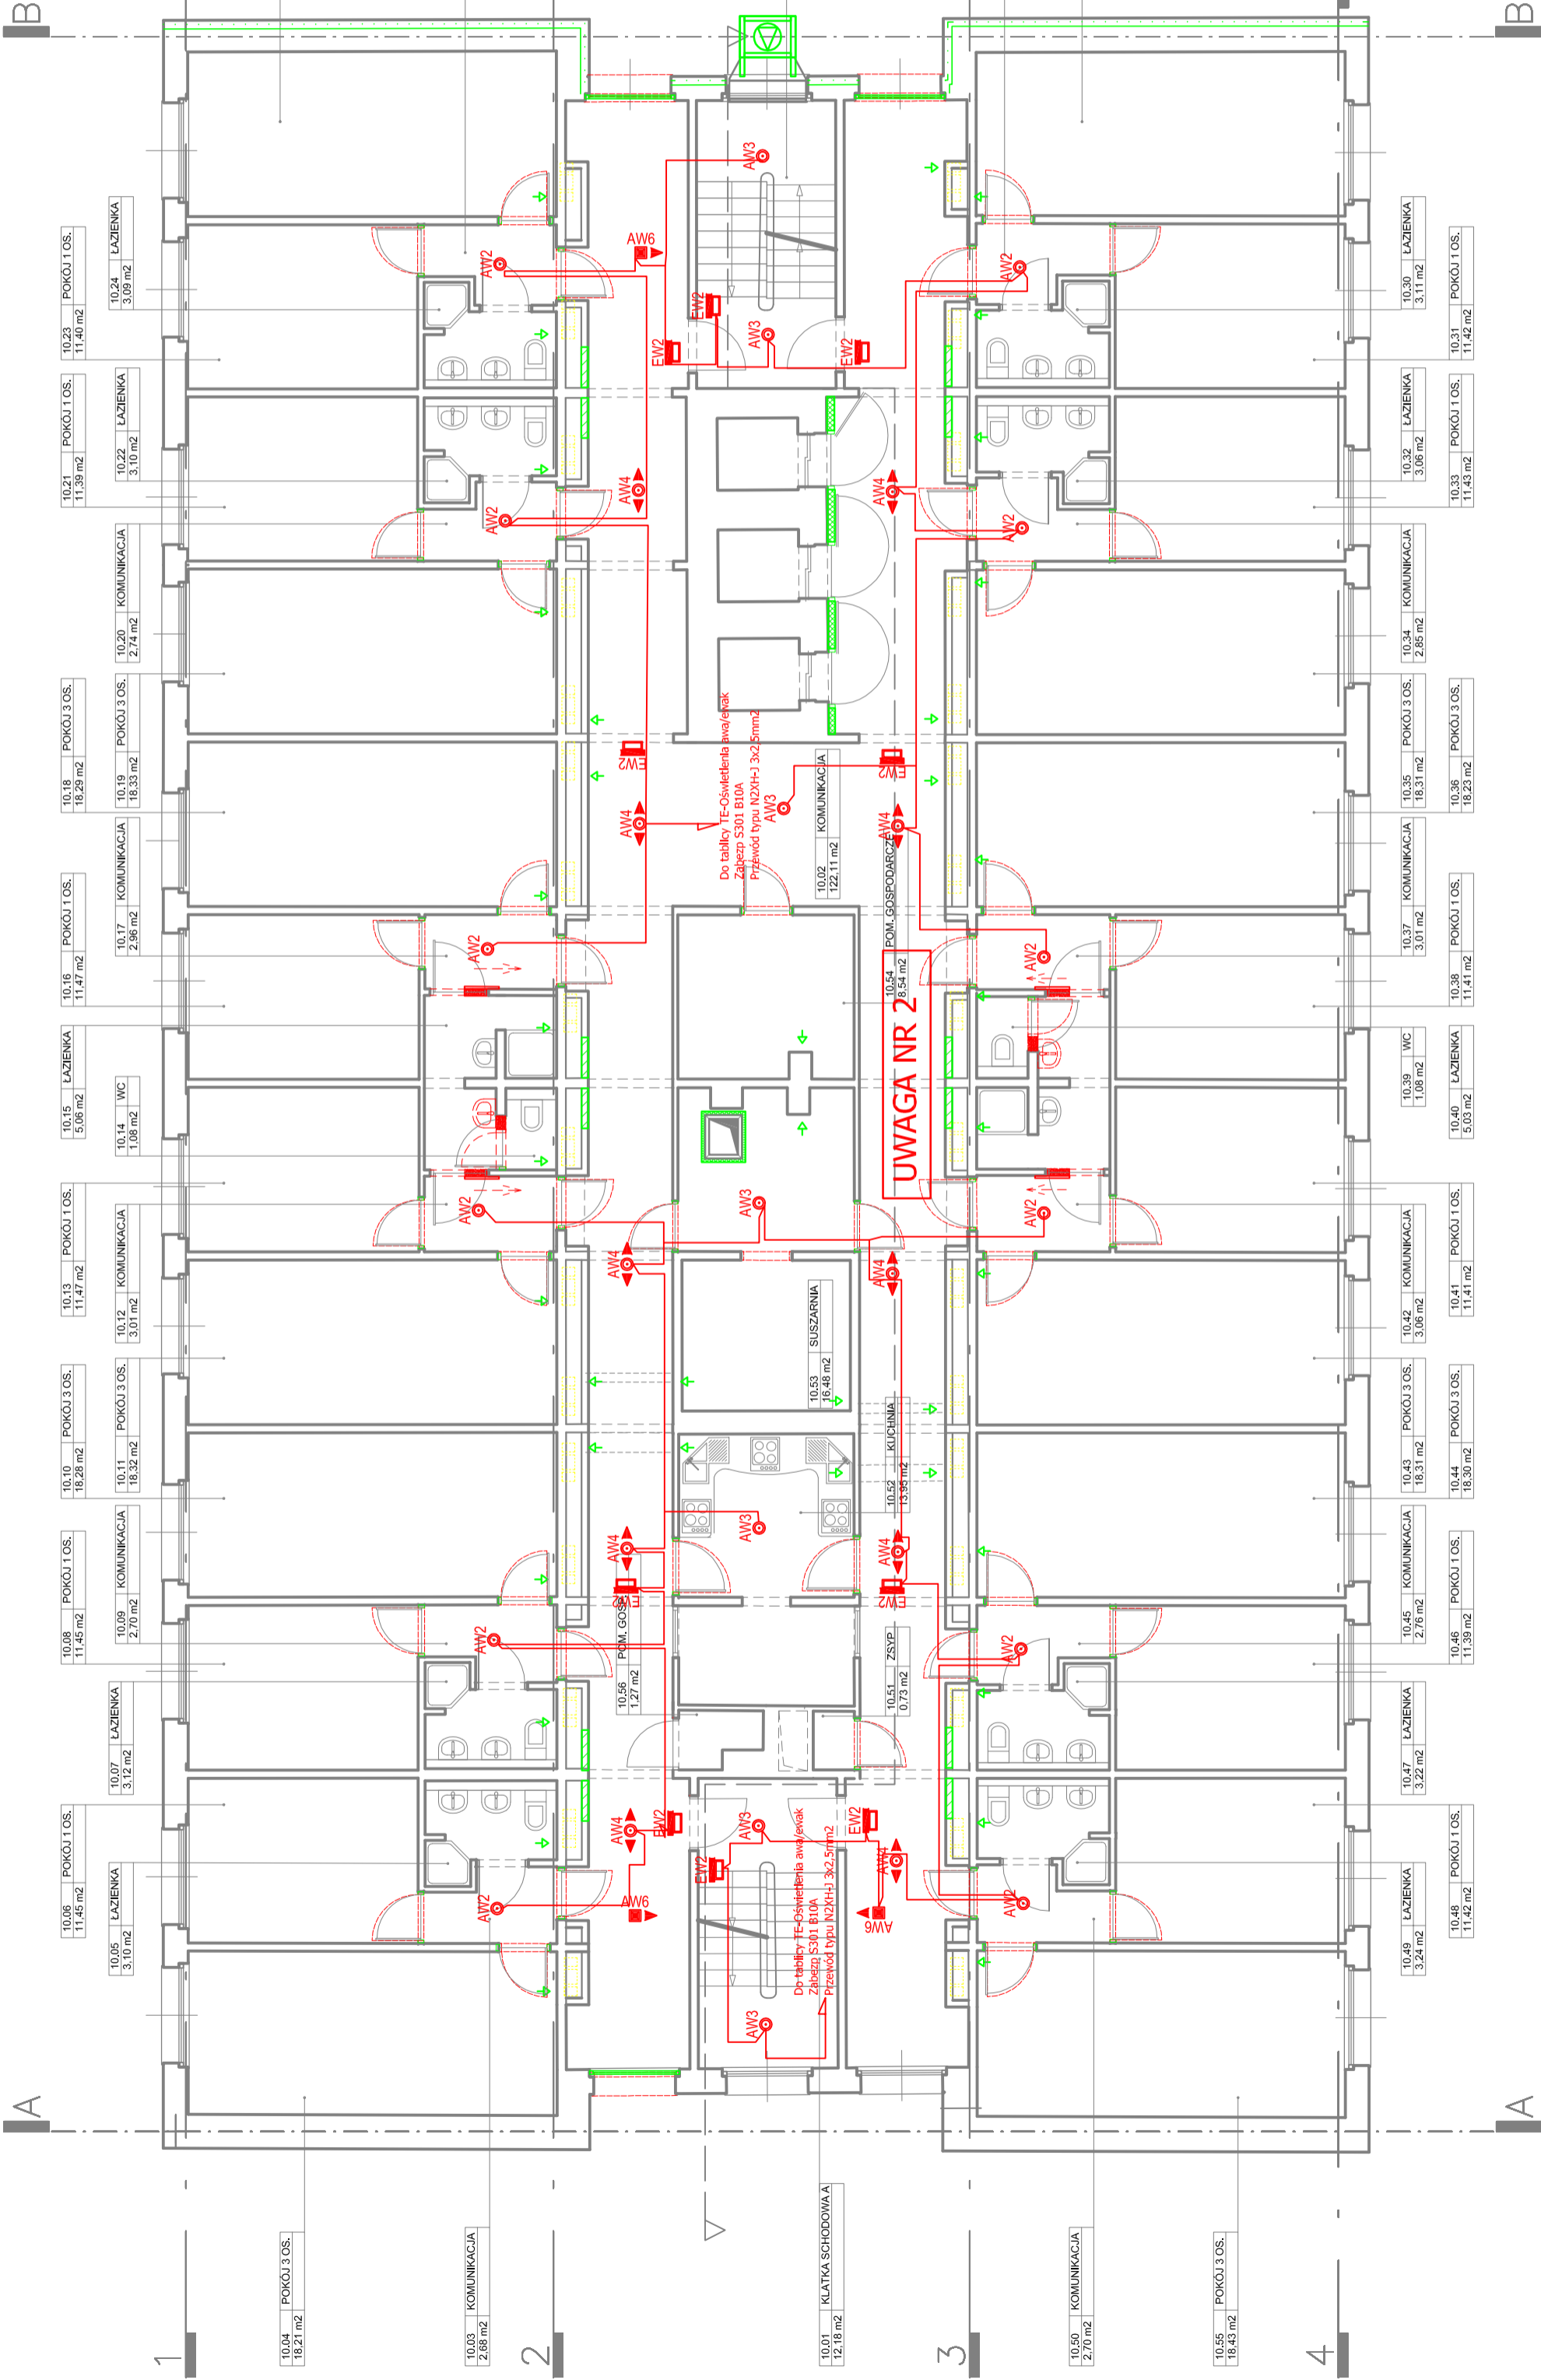 B
B
A
A
1
2
3
4
10.23 POKÓJ 1 OS.
11,40 m2
10.24 ŁAZIENKA
3,09 m2
10.21 POKÓJ 1 OS.
11,39 m2
10.22 ŁAZIENKA
3,10 m2
10.20 KOMUNIKACJA
2,74 m2
10.18 POKÓJ 3 OS.
18,29 m2
10.19 POKÓJ 3 OS.
18,33 m2
10.17 KOMUNIKACJA
2,96 m2
10.16 POKÓJ 1 OS.
11,47 m2
10.15 ŁAZIENKA
5,06 m2
10.14 WC
1,08 m2
10.13 POKÓJ 1 OS.
11,47 m2
10.12 KOMUNIKACJA
3,01 m2
10.10 POKÓJ 3 OS.
18,28 m2
10.11 POKÓJ 3 OS.
18,32 m2
10.09 KOMUNIKACJA
2,70 m2
10.08 POKÓJ 1 OS.
11,45 m2
10.07 ŁAZIENKA
3,12 m2
10.06 POKÓJ 1 OS.
11,45 m2
10.05 ŁAZIENKA
3,10 m2
10.04 POKÓJ 3 OS.
18,21 m2
10.03 KOMUNIKACJA
2,68 m2
10.01 KLATKA SCHODOWA A
12,18 m2
10.50 KOMUNIKACJA
2,70 m2
10.55 POKÓJ 3 OS.
18,43 m2
10.30 ŁAZIENKA
3,11 m2
10.31 POKÓJ 1 OS.
11,42 m2
10.32 ŁAZIENKA
3,06 m2
10.33 POKÓJ 1 OS.
11,43 m2
10.34 KOMUNIKACJA
2,85 m2
10.35 POKÓJ 3 OS.
18,31 m2
10.36 POKÓJ 3 OS.
18,23 m2
10.37 KOMUNIKACJA
3,01 m2
10.38 POKÓJ 1 OS.
11,41 m2
10.39 WC
1,08 m2
10.40 ŁAZIENKA
5,03 m2
10.41 POKÓJ 1 OS.
11,41 m2
10.42 KOMUNIKACJA
3,06 m2
10.43 POKÓJ 3 OS.
18,31 m2
10.44 POKÓJ 3 OS.
18,30 m2
10.45 KOMUNIKACJA
2,76 m2
10.46 POKÓJ 1 OS.
11,39 m2
10.47 ŁAZIENKA
3,22 m2
10.48 POKÓJ 1 OS.
11,42 m2
10.49 ŁAZIENKA
3,24 m2
10.02 KOMUNIKACJA
122,11 m2
10.54 POM. GOSPODARCZE
8,54 m2
10.53 SUSZARNIA
16,48 m2
10.52 KUCHNIA
13,95 m2
10.56 POM. GOSP.
1,27 m2
10.51 ZSYP
0,73 m2
UWAGA NR 2
Do tablicy TE-Oświetlenia awa/ewak
Zabezp S301 B10A
Przewód typu N2XH-J 3x2,5mm2
Do tablicy TE-Oświetlenia awa/ewak
Zabezp S301 B10A
Przewód typu N2XH-J 3x2,5mm2
AW2
AW6
AW3
EW2
EW2
AW3
EW2
AW2
AW2
AW4
AW4
AW2
EW2
AW4
AW3
EW2
AW4
AW2
AW2
AW2
AW4
AW3
AW4
AW2
AW4
EW2
AW3
AW4
EW2
AW2
AW2
AW4
EW2
AW3
EW2
EW2
AW4
AW2
AW6
AW6
AW2
AW3